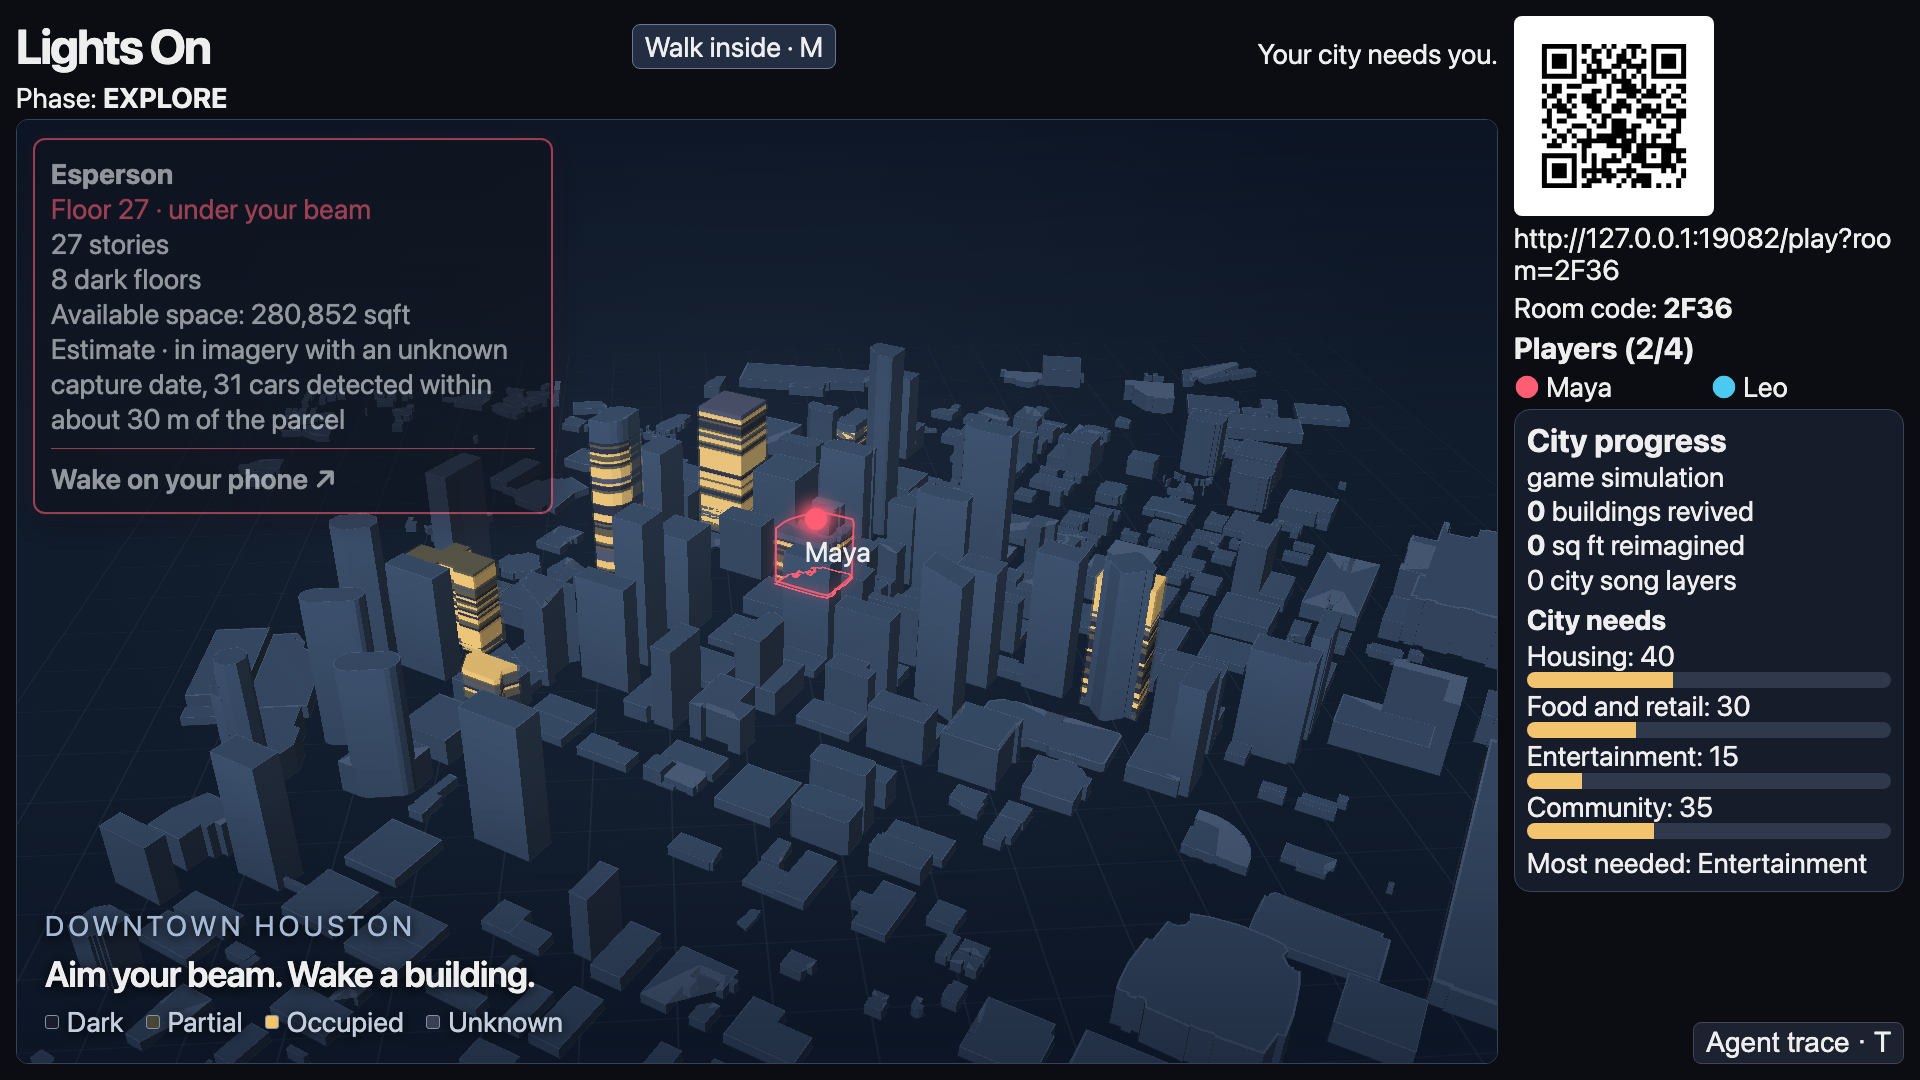 Lights On
Phase: EXPLORE
Walk inside · M
Your city needs you.
Esperson
Floor 27 · under your beam
27 stories
8 dark floors
Available space: 280,852 sqft
Estimate · in imagery with an unknown
capture date, 31 cars detected within
about 30 m of the parcel
Wake on your phone ↗
Maya
DOWNTOWN HOUSTON
Aim your beam. Wake a building.
Dark Partial Occupied Unknown
http://127.0.0.1:19082/play?roo
m=2F36
Room code: 2F36
Players (2/4)
Maya Leo
City progress
game simulation
0 buildings revived
0 sq ft reimagined
0 city song layers
City needs
Housing: 40
Food and retail: 30
Entertainment: 15
Community: 35
Most needed: Entertainment
Agent trace · T